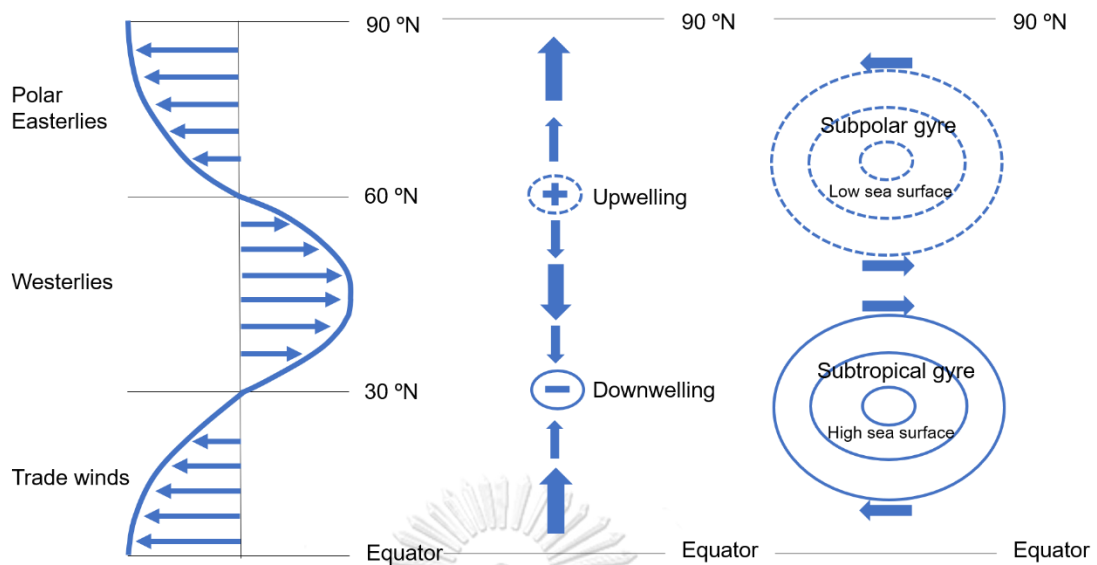 90 ºN
90 ºN
90 ºN
Polar
Easterlies
Subpolar gyre
Low sea surface
60 ºN
Upwelling
Westerlies
30 ºN
Downwelling
Subtropical gyre
High sea surface
Trade winds
Equator
Equator
Equator